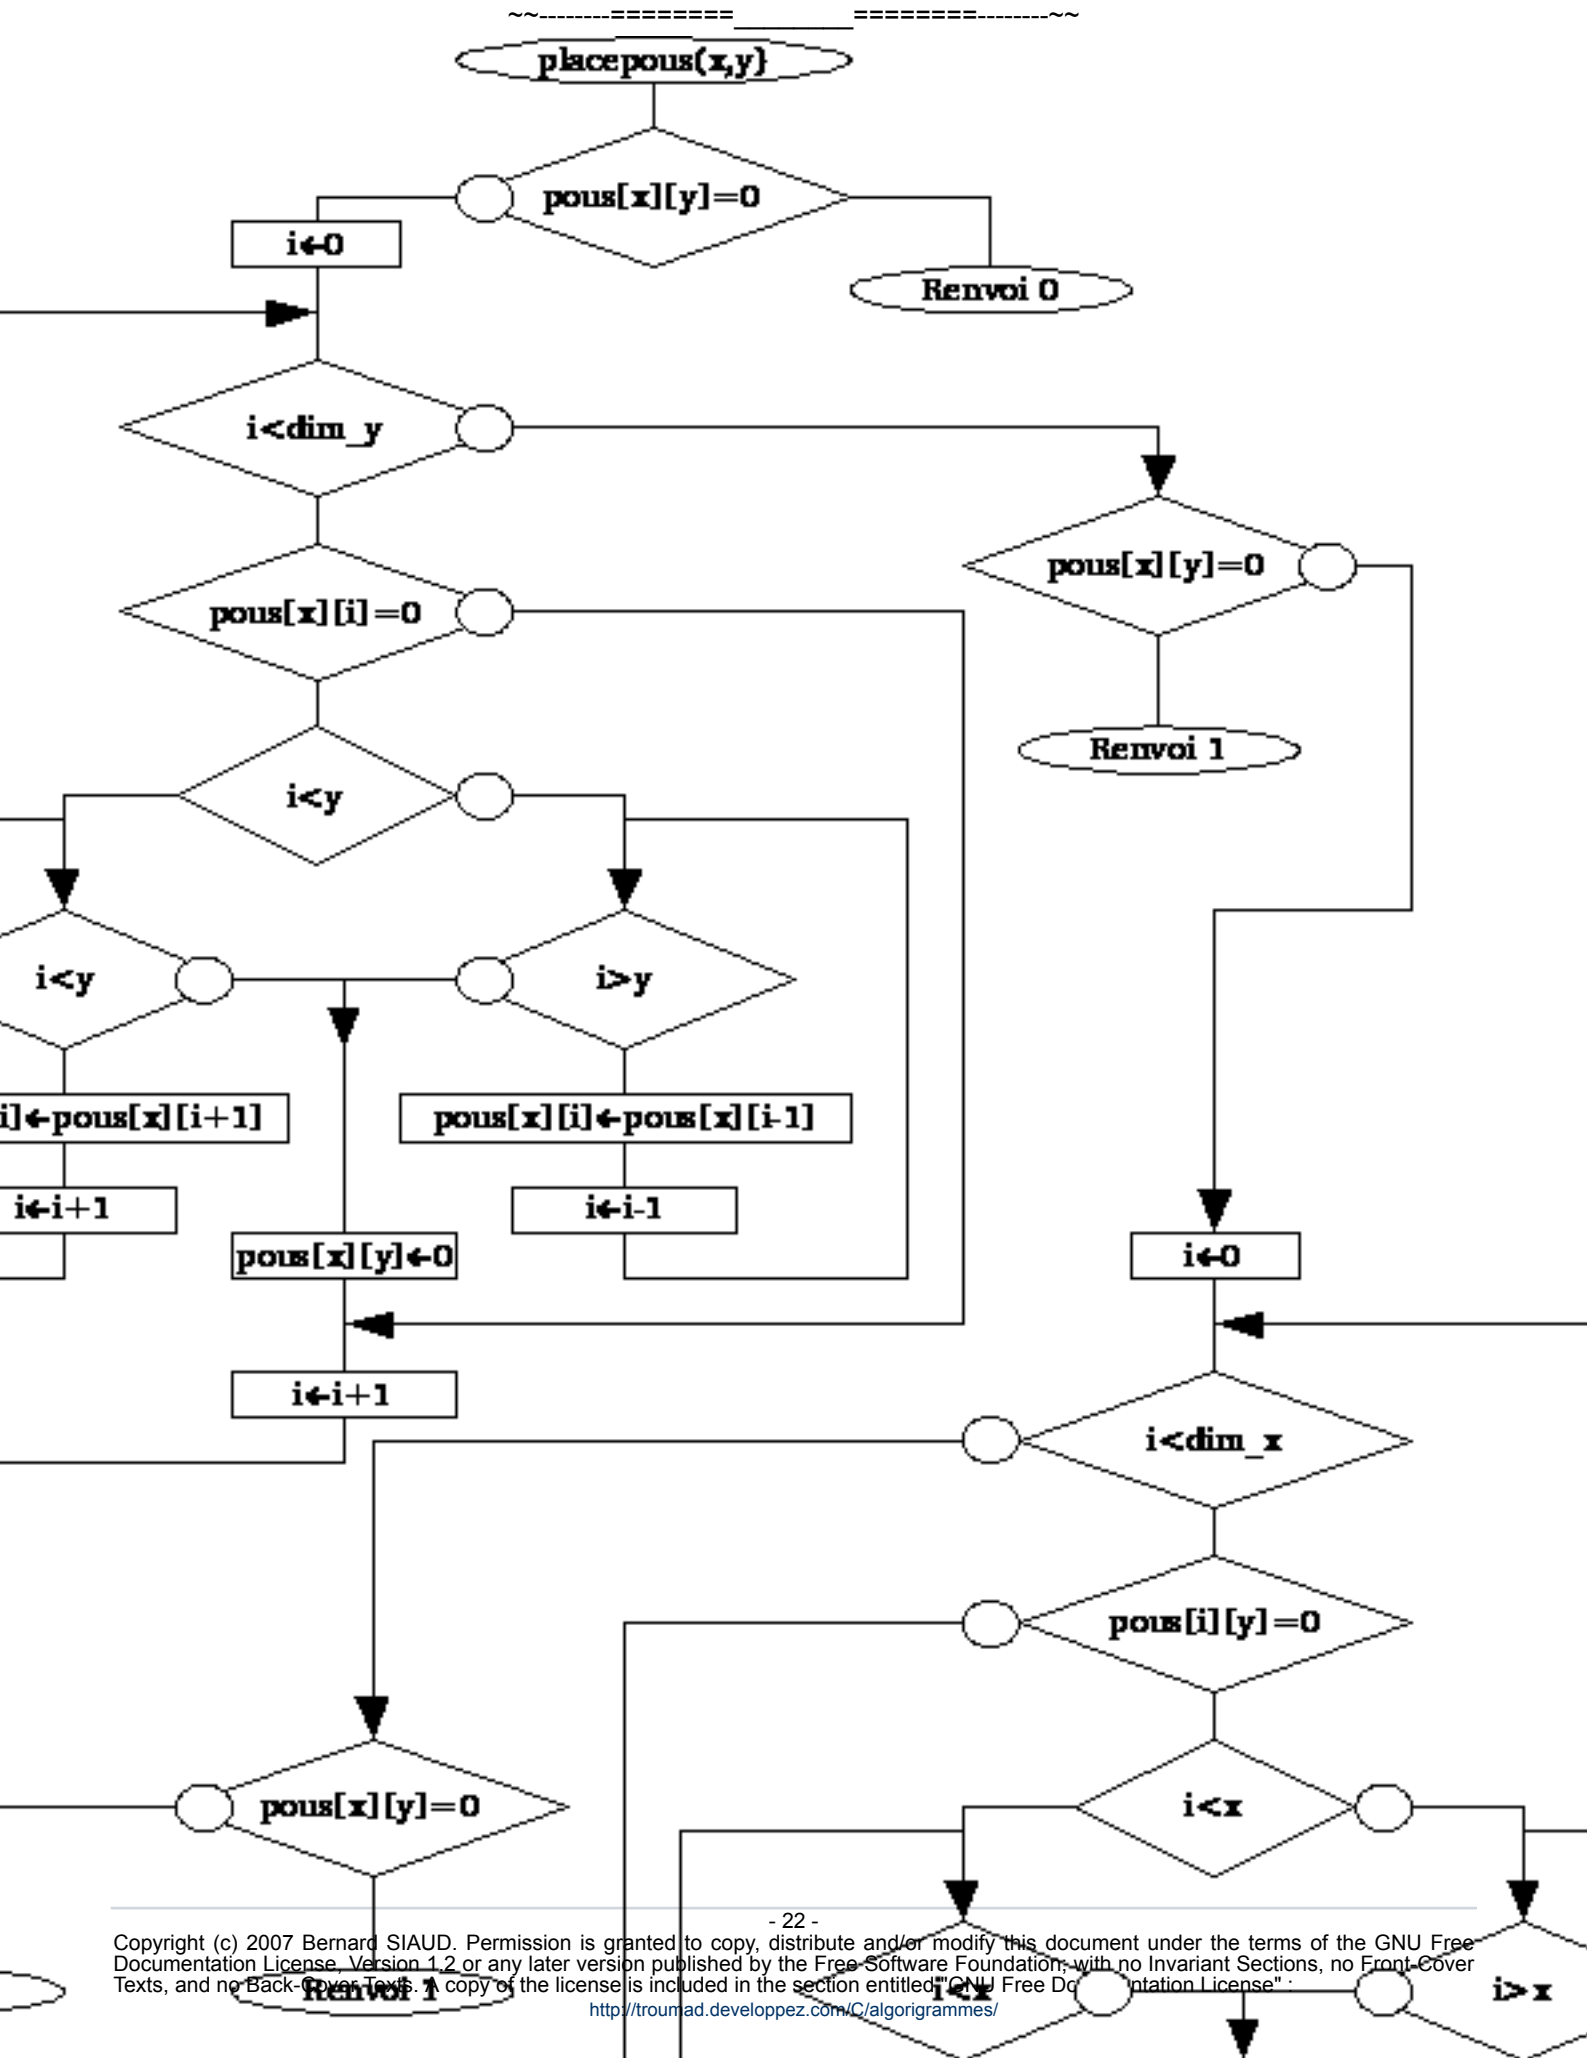 ~~--------========________========--------~~
placepous(x,y)
pous[x][y]=0
i←0
Renvoi 0
i<dim_y
pous[x][y]=0
pous[x][i]=0
Renvoi 1
i<y
i<y
i>y
i]←pous[x][i+1]
pous[x][i]←pous[x][i-1]
i←i+1
i←i-1
pous[x][y]←0
i←0
i←i+1
i<dim_x
pous[i][y]=0
pous[x][y]=0
i<x
- 22 -
Copyright (c) 2007 Bernard SIAUD. Permission is granted to copy, distribute and/or modify this document under the terms of the GNU Free
Documentation License, Version 1.2 or any later version published by the Free Software Foundation; with no Invariant Sections, no Front-Cover
Texts, and no Back-Cover Texts. A copy of the license is included in the section entitled "GNU Free Documentation License" :
Renvoi 1
i<x
i>x
http://troumad.developpez.com/C/algorigrammes/